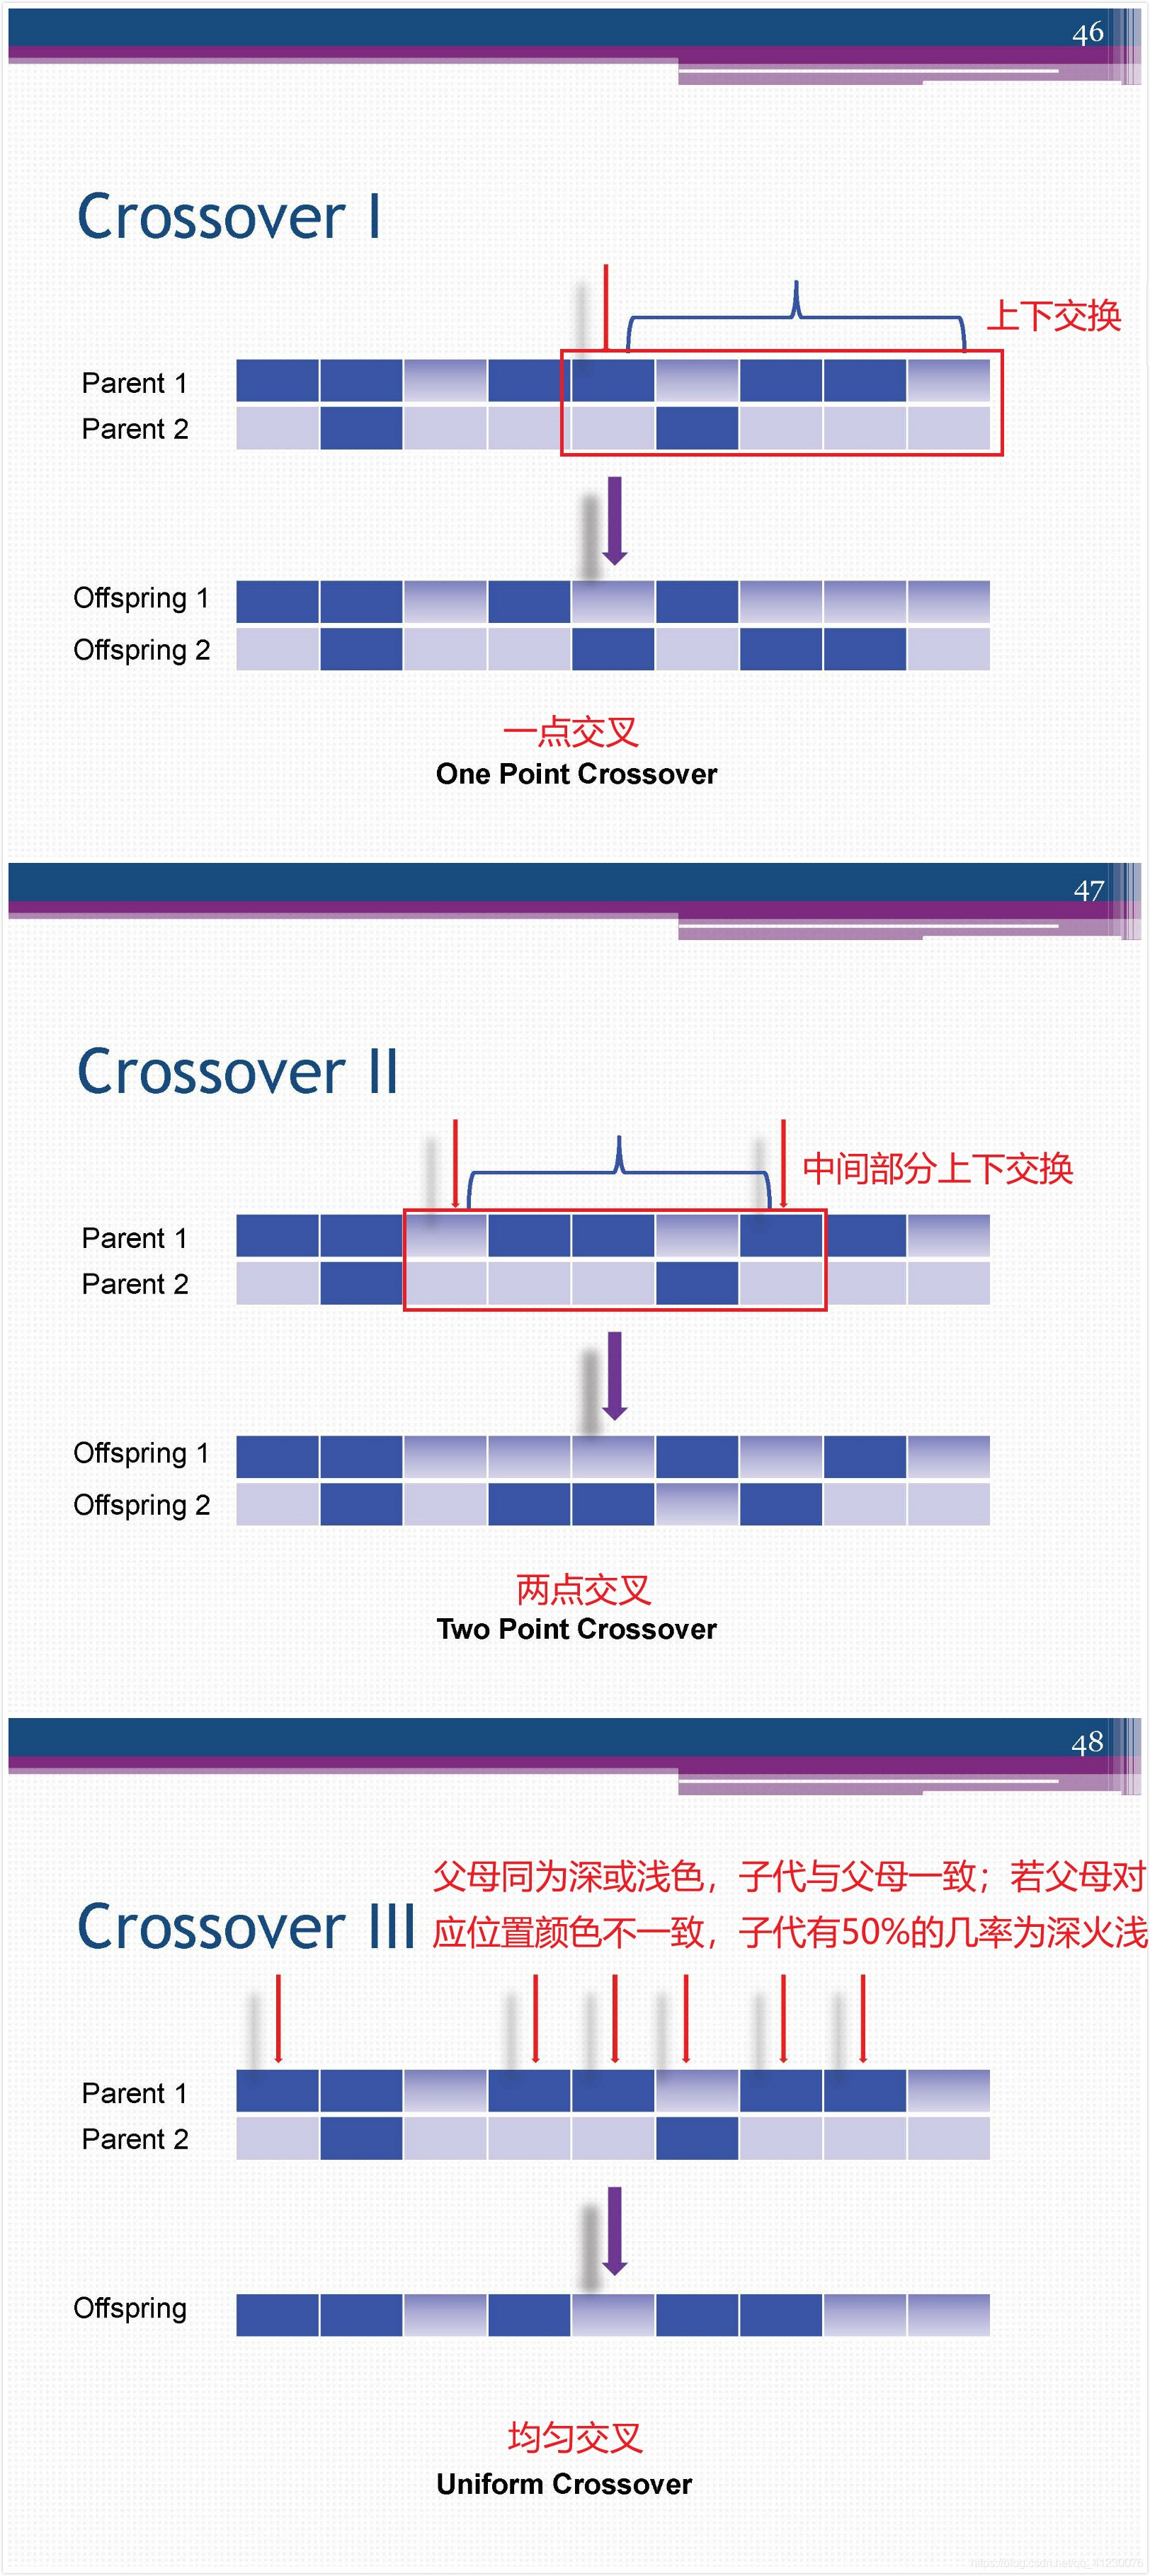 46
Crossover I
上下交换
Parent 1
Parent 2
Offspring 1
Offspring 2
一点交叉
One Point Crossover
47
Crossover II
中间部分上下交换
Parent 1
Parent 2
Offspring 1
Offspring 2
两点交叉
Two Point Crossover
48
父母同为深或浅色，子代与父母一致；若父母对
Crossover III
应位置颜色不一致，子代有50%的几率为深火浅
Parent 1
Parent 2
Offspring
均匀交叉
Uniform Crossover